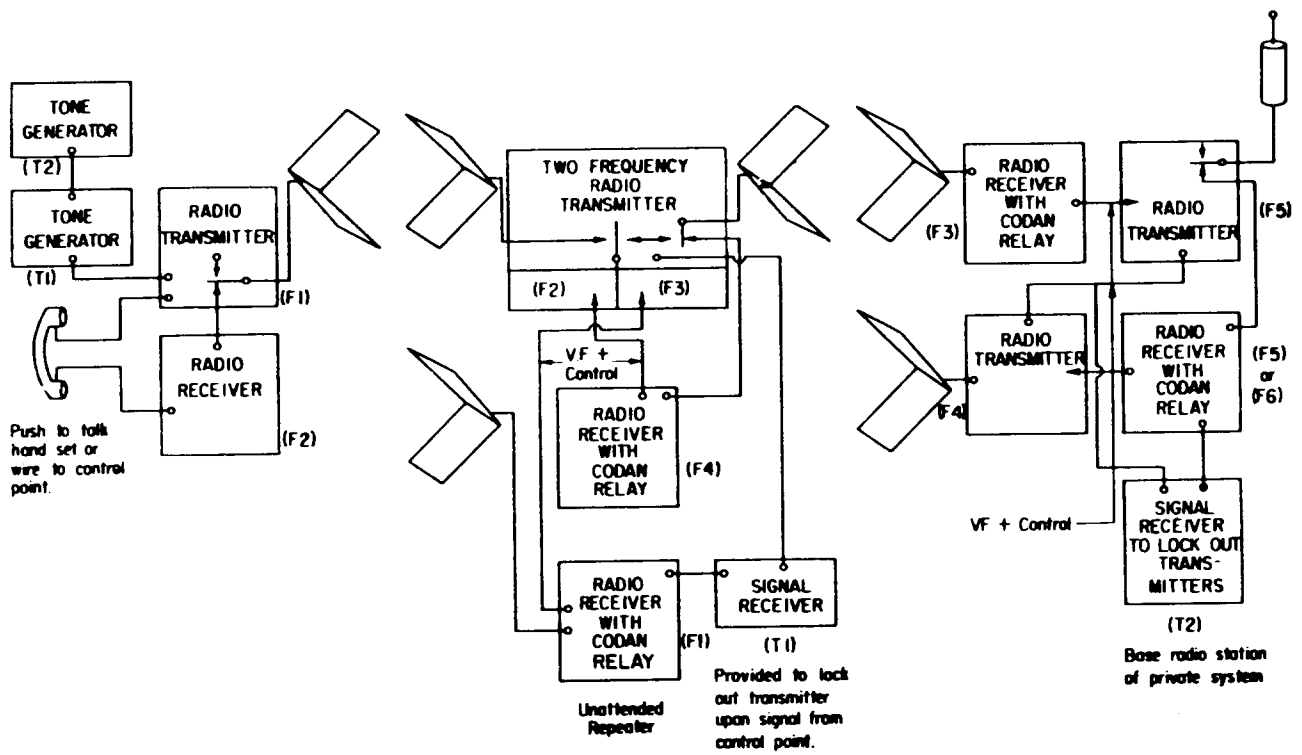 TONE
GENERATOR
(T2)
TONE
GENERATOR
(T1)
RADIO
TRANSMITTER
(F1)
RADIO
RECEIVER
(F2)
Push to talk
hand set or
wire to control
point.
TWO FREQUENCY
RADIO
TRANSMITTER
(F2)
(F3)
VF +
Control
RADIO
RECEIVER
WITH
CODAN
RELAY
(F4)
RADIO
RECEIVER
WITH
CODAN
RELAY
(F1)
Unattended
Repeater
SIGNAL
RECEIVER
(T1)
Provided to lock
out transmitter
upon signal from
control point.
RADIO
RECEIVER
WITH
CODAN
RELAY
(F3)
RADIO
TRANSMITTER
(F5)
RADIO
TRANSMITTER
(F4)
RADIO
RECEIVER
WITH
CODAN
RELAY
(F5)
or
(F6)
VF + Control
SIGNAL
RECEIVER
TO LOCK OUT
TRANS-
MITTERS
(T2)
Base radio station
of private system